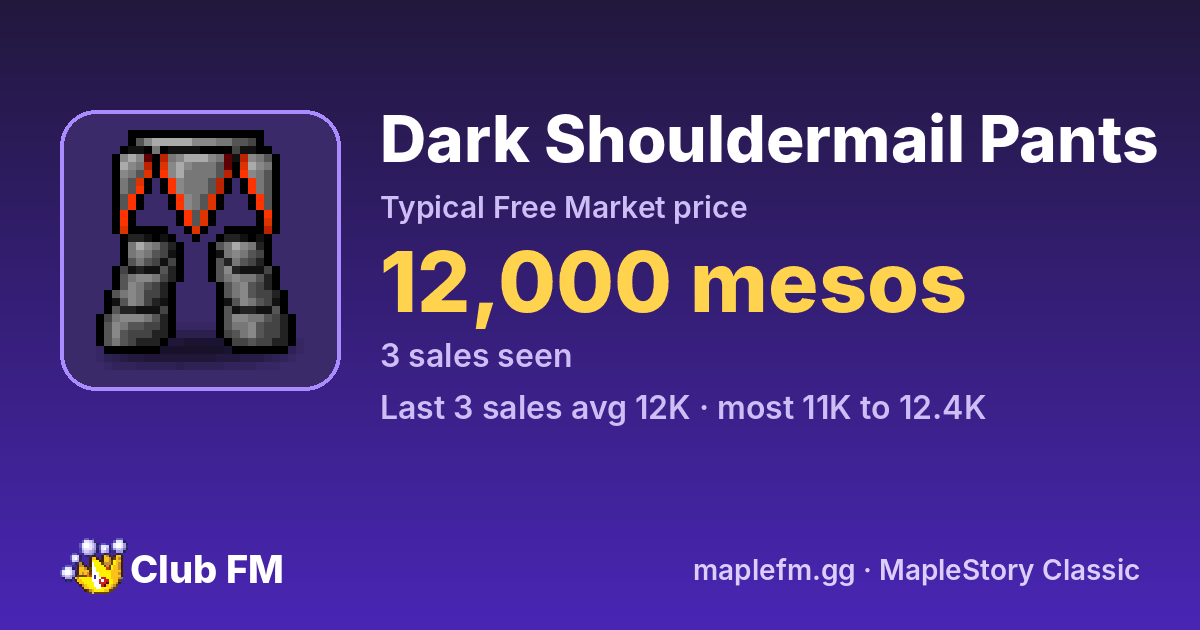 Dark Shouldermail Pants
Typical Free Market price
12,000 mesos
3 sales seen
Last 3 sales avg 12K · most 11K to 12.4K
Club FM
maplefm.gg · MapleStory Classic